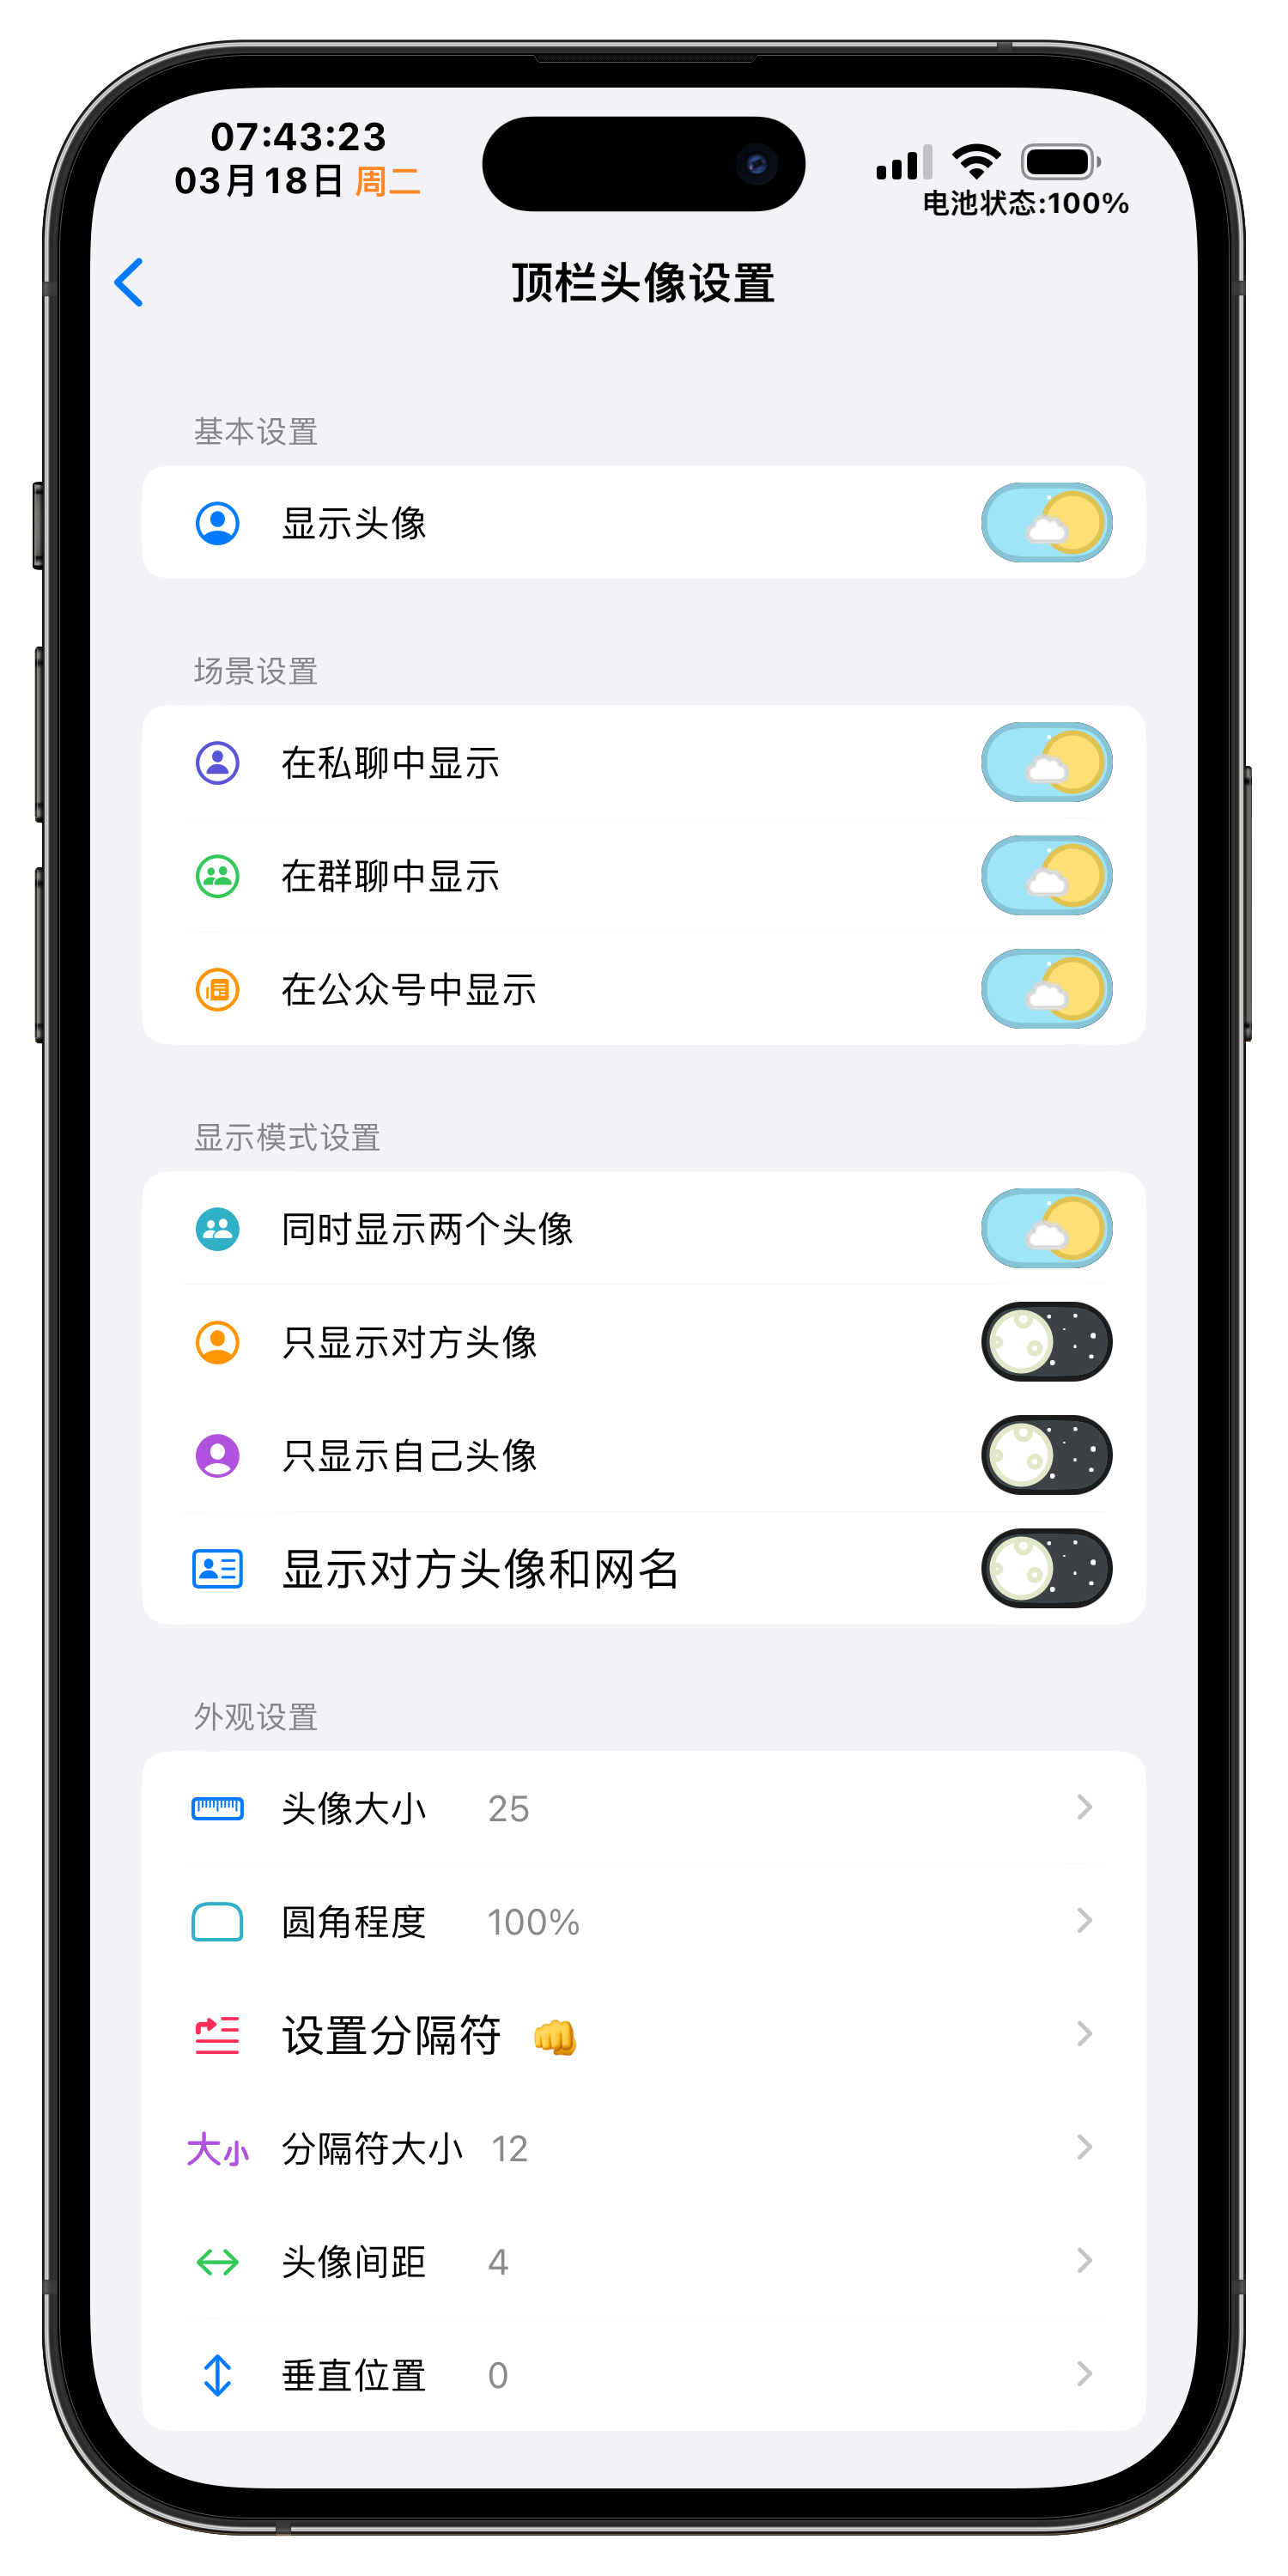 07:43:23
03月18日 周二
电池状态:100%
顶栏头像设置
基本设置
显示头像
场景设置
在私聊中显示
在群聊中显示
在公众号中显示
显示模式设置
同时显示两个头像
只显示对方头像
只显示自己头像
显示对方头像和网名
外观设置
头像大小 25
圆角程度 100%
设置分隔符 👊
大小 分隔符大小 12
头像间距 4
垂直位置 0